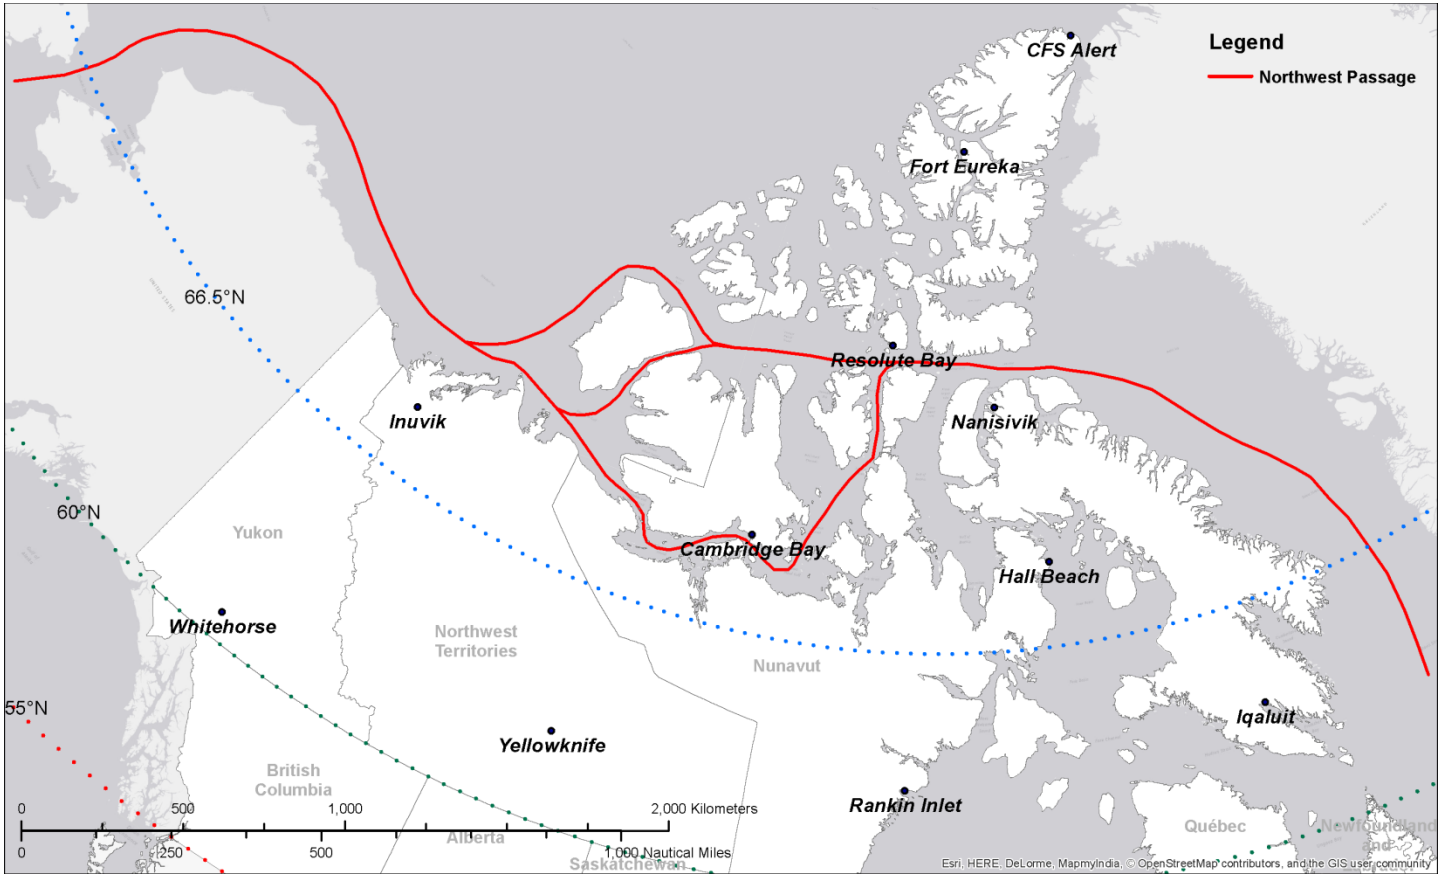 CFS Alert
Legend
Northwest Passage
Fort Eureka
66.5°N
Resolute Bay
Inuvik
Nanisivik
60°N
Yukon
Cambridge Bay
Hall Beach
Whitehorse
Northwest
Territories
Nunavut
55°N
Iqaluit
Yellowknife
British
Columbia
Rankin Inlet
0 500 1,000 2,000 Kilometers
Alberta
Québec
Newfoundland
and
Labrador
0 250 500 1,000 Nautical Miles
Saskatchewan
Esri, HERE, DeLorme, MapmyIndia, © OpenStreetMap contributors, and the GIS user community